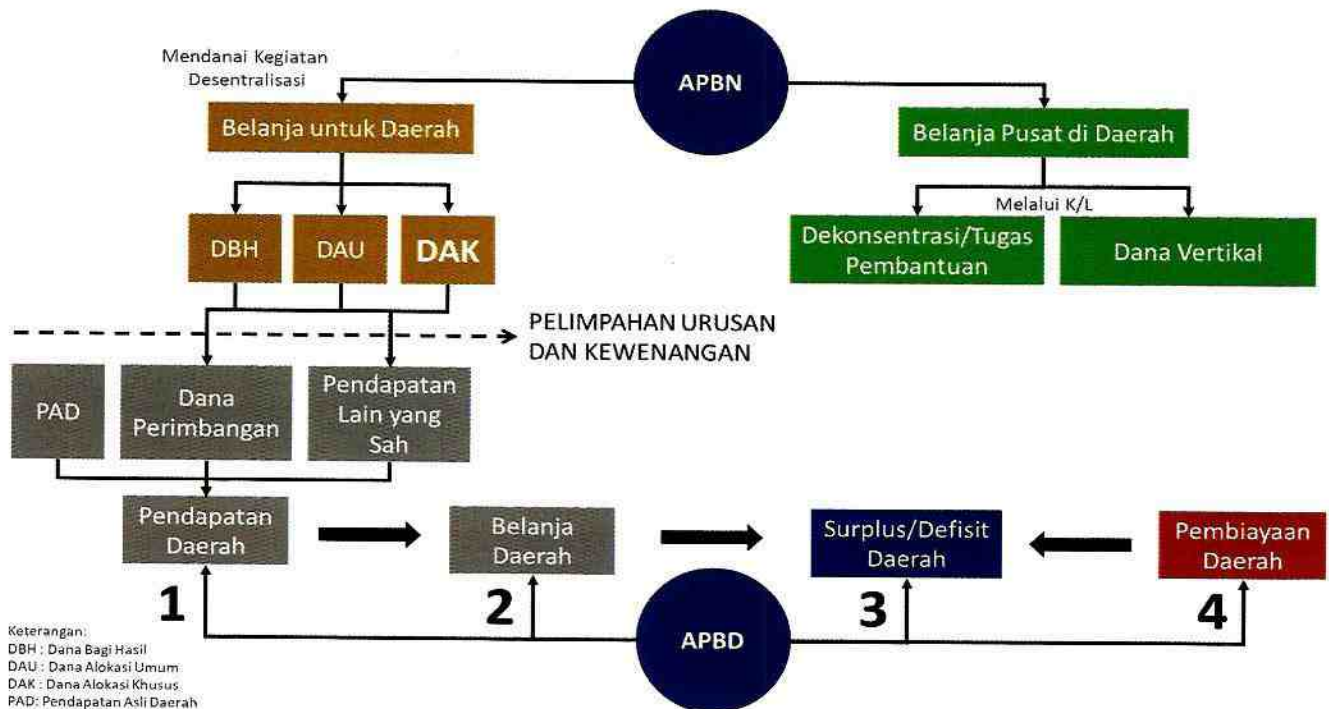 Mendanai Kegiatan
Desentralisasi
APBN
Belanja untuk Daerah
Belanja Pusat di Daerah
Melalui K/L
DBH
DAU
DAK
Dekonsentrasi/Tugas
Pembantuan
Dana Vertikal
PELIMPAHAN URUSAN
DAN KEWENANGAN
PAD
Dana
Perimbangan
Pendapatan
Lain yang
Sah
Pendapatan
Daerah
Belanja
Daerah
Surplus/Defisit
Daerah
Pembiayaan
Daerah
1
2
3
4
APBD
Keterangan:
DBH : Dana Bagi Hasil
DAU : Dana Alokasi Umum
DAK : Dana Alokasi Khusus
PAD: Pendapatan Asli Daerah